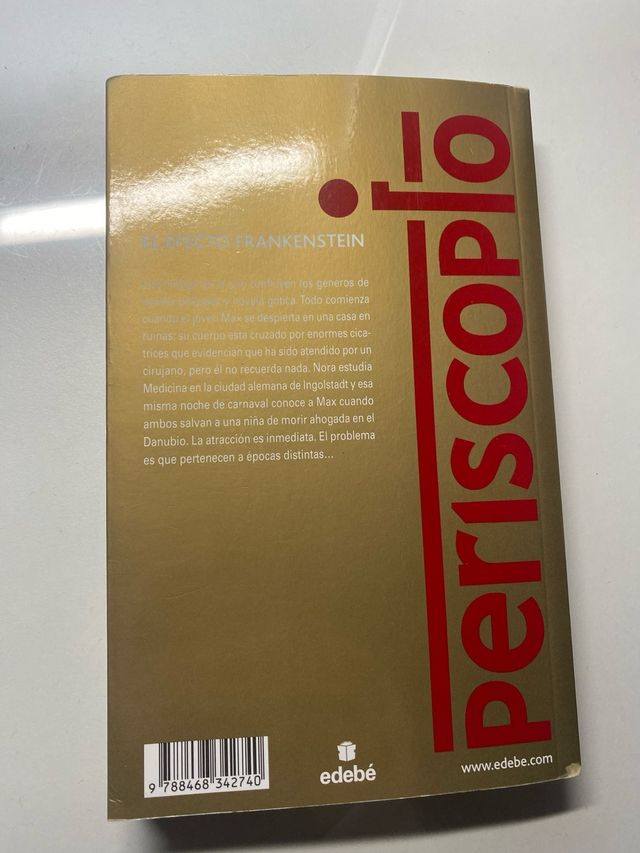 EL EFECTO FRANKENSTEIN
confluyen los géneros de
y novela gótica. Todo comienza
cuando el joven Max se despierta en una casa en
ruinas: su cuerpo está cruzado por enormes cica-
trices que evidencian que ha sido atendido por un
cirujano, pero él no recuerda nada. Nora estudia
Medicina en la ciudad alemana de Ingolstadt y esa
misma noche de carnaval conoce a Max cuando
ambos salvan a una niña de morir ahogada en el
Danubio. La atracción es inmediata. El problema
es que pertenecen a épocas distintas...
periscopio
9 788468 342740
edebé
www.edebe.com